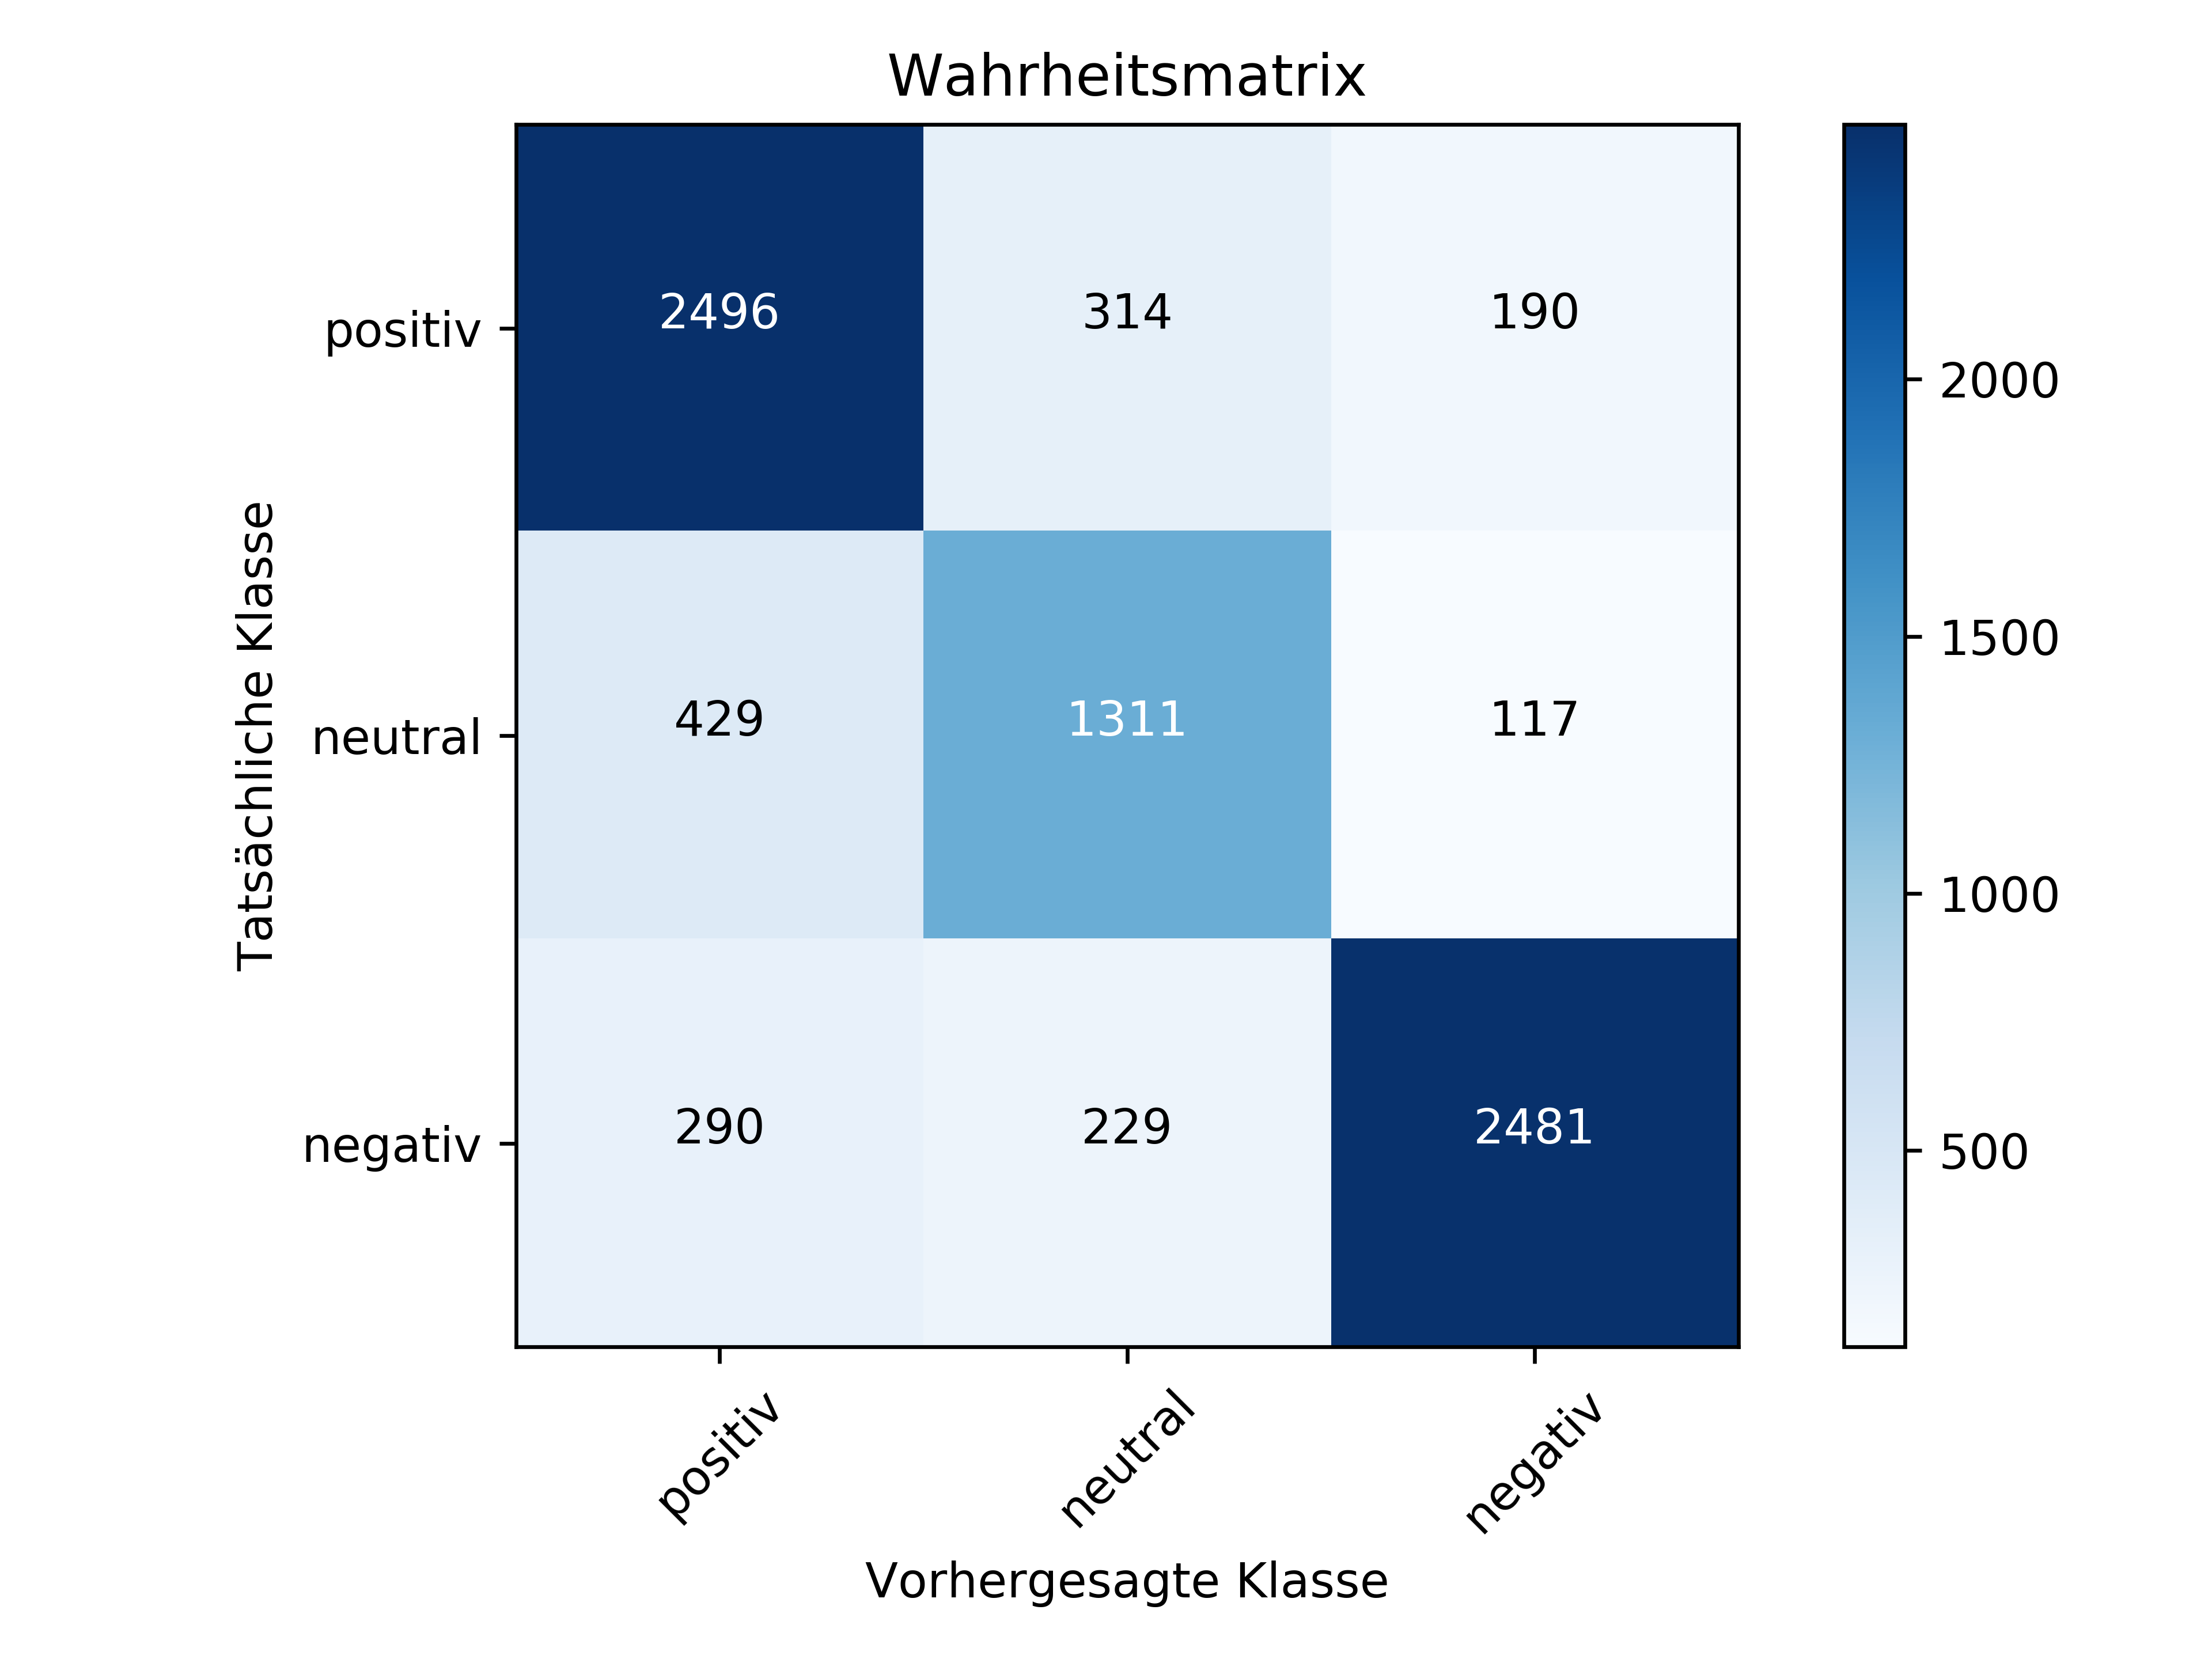 Wahrheitsmatrix
Tatsächliche Klasse
positiv
2496 314 190
neutral
429 1311 117
negativ
290 229 2481
positiv
neutral
negativ
Vorhergesagte Klasse
2000
1500
1000
500